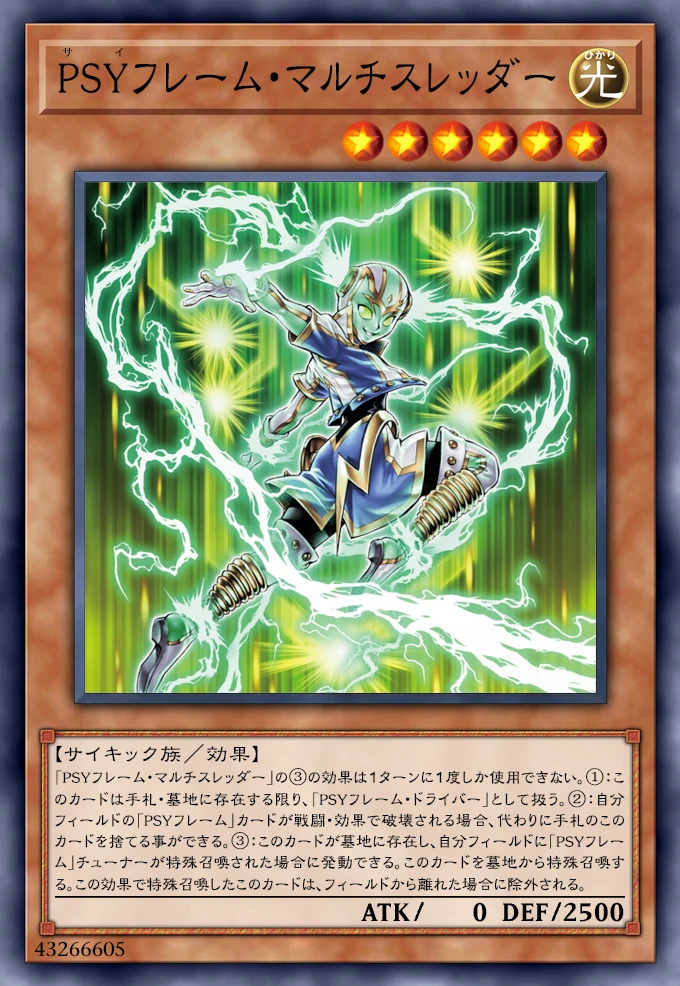 サイ
PSYフレーム・マルチスレッダー
ひかり
光
【サイキック族／効果】
「PSYフレーム・マルチスレッダー」の③の効果は1ターンに1度しか使用できない。①：こ
のカードは手札・墓地に存在する限り、「PSYフレーム・ドライバー」として扱う。②：自分
フィールドの「PSYフレーム」カードが戦闘・効果で破壊される場合、代わりに手札のこの
カードを捨てる事ができる。③：このカードが墓地に存在し、自分フィールドに「PSYフレー
ム」チューナーが特殊召喚された場合に発動できる。このカードを墓地から特殊召喚す
る。この効果で特殊召喚したこのカードは、フィールドから離れた場合に除外される。
ATK/ 0 DEF/2500
43266605